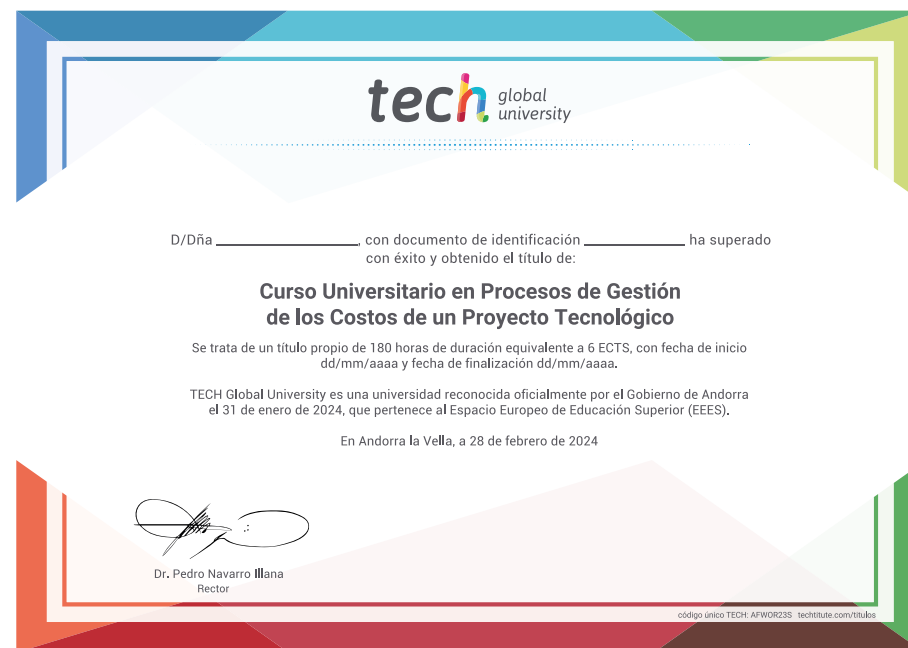 tech global
university
D/Dña ____________________, con documento de identificación ______________ ha superado
con éxito y obtenido el título de:
Curso Universitario en Procesos de Gestión
de los Costos de un Proyecto Tecnológico
Se trata de un título propio de 180 horas de duración equivalente a 6 ECTS, con fecha de inicio
dd/mm/aaaa y fecha de finalización dd/mm/aaaa.
TECH Global University es una universidad reconocida oficialmente por el Gobierno de Andorra
el 31 de enero de 2024, que pertenece al Espacio Europeo de Educación Superior (EEES).
En Andorra la Vella, a 28 de febrero de 2024
Dr. Pedro Navarro Illana
Rector
código único TECH: AFWOR23S techtitute.com/titulos